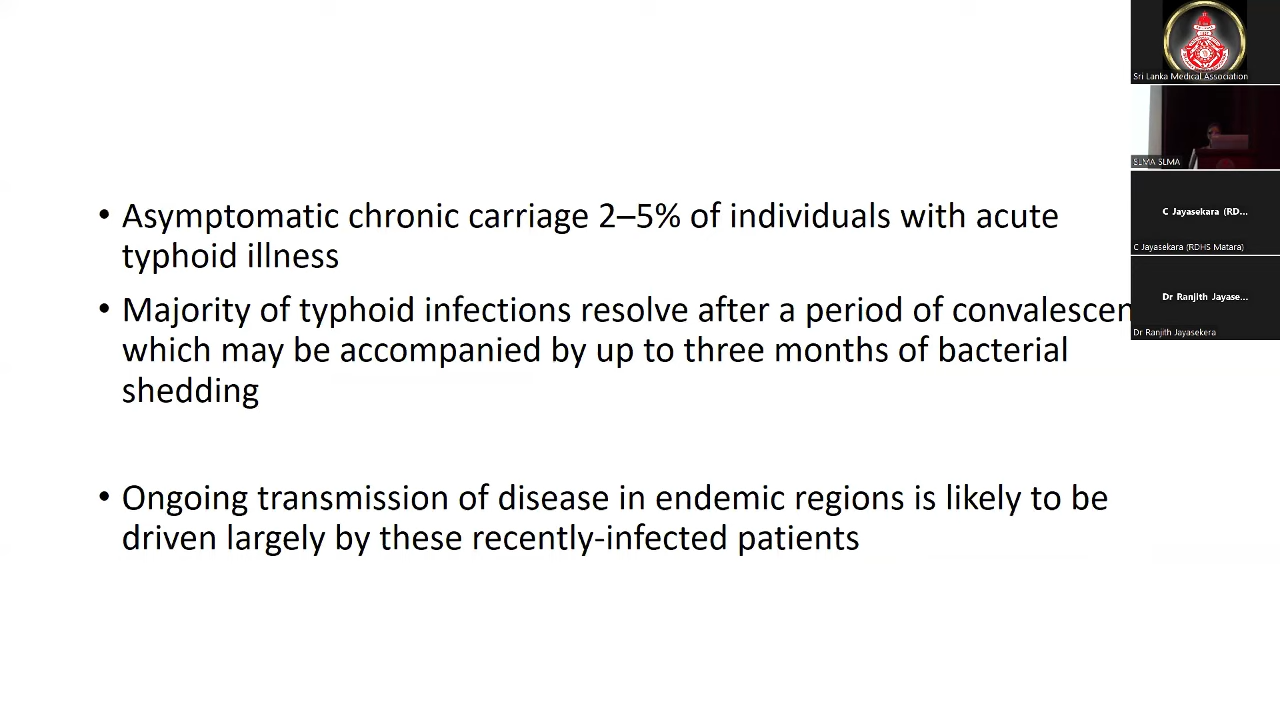 • Asymptomatic chronic carriage 2–5% of individuals with acute
typhoid illness
• Majority of typhoid infections resolve after a period of convalescen
which may be accompanied by up to three months of bacterial
shedding
• Ongoing transmission of disease in endemic regions is likely to be
driven largely by these recently-infected patients
Sri Lanka Medical Association
SLMA SLMA
C Jayasekara (RD...
C Jayasekara (RDHS Matara)
Dr Ranjith Jayase...
Dr Ranjith Jayasekera